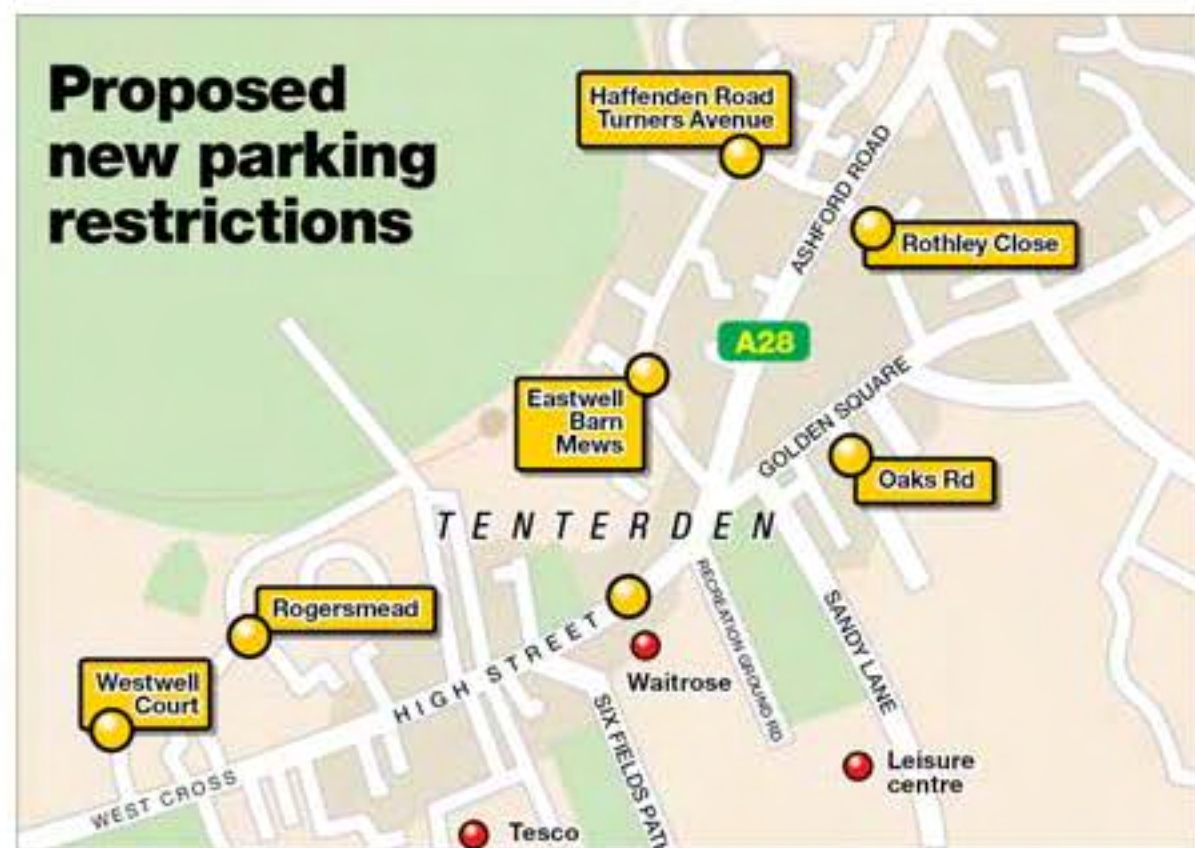 Proposed
new parking
restrictions
Haffenden Road
Turners Avenue
ASHFORD ROAD
Rothley Close
A28
Eastwell
Barn
Mews
GOLDEN SQUARE
Oaks Rd
TENTERDEN
Rogersmead
HIGH STREET
RECREATION GROUND RD
SANDY LANE
Waitrose
Westwell
Court
SIX FIELDS PATH
WEST CROSS
Leisure
centre
Tesco